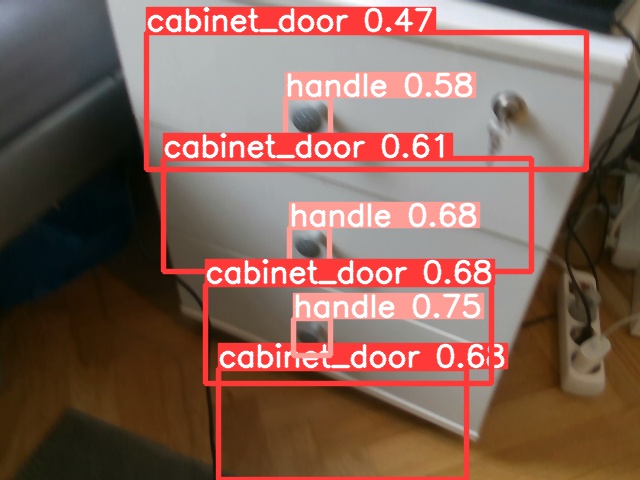 cabinet_door 0.47
handle 0.58
cabinet_door 0.61
handle 0.68
cabinet_door 0.68
handle 0.75
cabinet_door 0.68